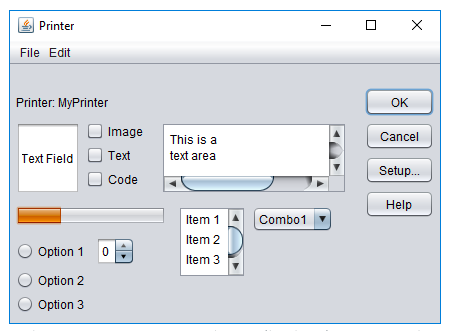 Printer
File Edit
Printer: MyPrinter
OK
Text Field
Image
Text
Code
This is a
text area
Cancel
Setup...
Help
Item 1
Item 2
Item 3
Combo1
Option 1
0
Option 2
Option 3